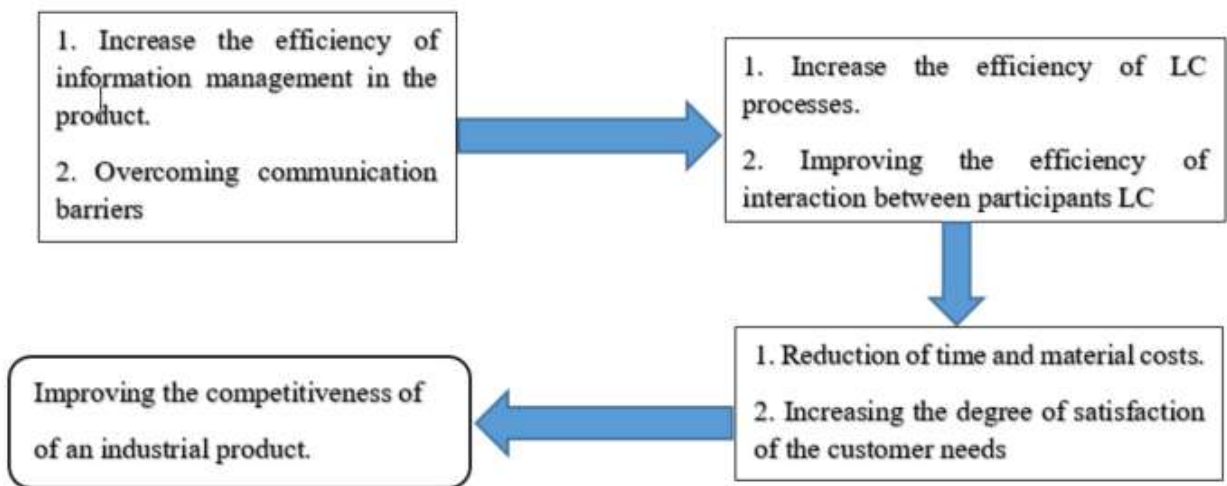 1. Increase the efficiency of
information management in the
product.
2. Overcoming communication
barriers
1. Increase the efficiency of LC
processes.
2. Improving the efficiency of
interaction between participants LC
1. Reduction of time and material costs.
2. Increasing the degree of satisfaction
of the customer needs
Improving the competitiveness of
of an industrial product.